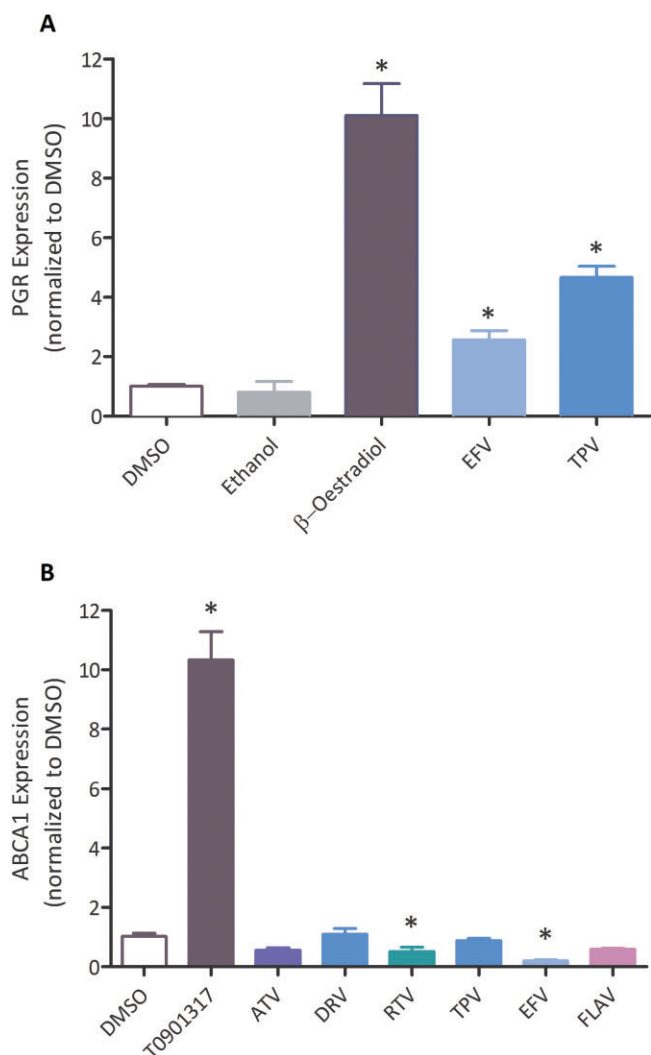 A
PGR Expression
(normalized to DMSO)
12
10
8
6
4
2
0
*
*
*
DMSO
Ethanol
β–Oestradiol
EFV
TPV
B
ABCA1 Expression
(normalized to DMSO)
12
10
8
6
4
2
0
*
*
*
DMSO
T0901317
ATV
DRV
RTV
TPV
EFV
FLAV